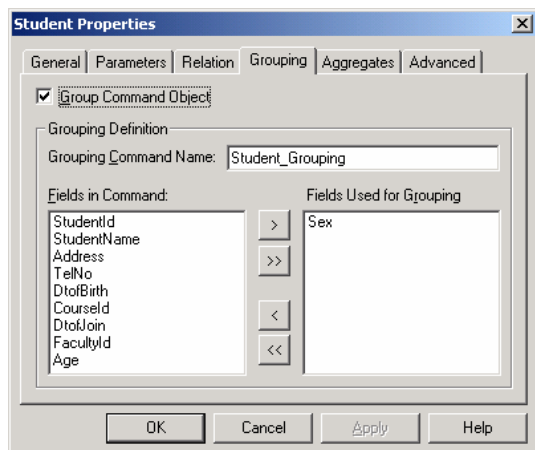 Student Properties
General Parameters Relation Grouping Aggregates Advanced
Group Command Object
Grouping Definition
Grouping Command Name: Student_Grouping
Fields in Command: Fields Used for Grouping
StudentId > Sex
StudentName
Address
TelNo >>
DtofBirth
CourseId
DtofJoin <
FacultyId
Age <<
OK Cancel Apply Help